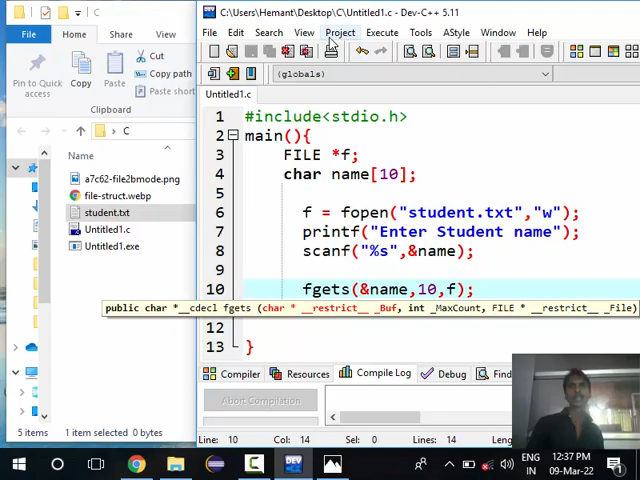 C
File
Home
Pin to Quick access
Copy
Paste
Cut
Copy path
Paste shortcut
Clipboard
C
Name
a7c62-file2bmode.png
file-struct.webp
student.txt
Untitled1.c
Untitled1.exe
5 items
1 item selected 0 bytes
C:\Users\Hemant\Desktop\C\Untitled1.c - Dev-C++ 5.11
File Edit Search View Project Execute Tools AStyle Window Help
(globals)
Untitled1.c
1 #include<stdio.h>
2 main(){
3 FILE *f;
4 char name[10];
5
6 f = fopen("student.txt","w");
7 printf("Enter Student name");
8 scanf("%s",&name);
9
10 fgets(&name,10,f);
public char *__cdecl fgets (char * __restrict__ _Buf, int _MaxCount, FILE * __restrict__ _File)
12
13 }
Compiler Resources Compile Log Debug Find
Abort Compilation
Line: 10 Col: 14 Sel: 0 Lines: 14
DEV
ENG
IN
12:37 PM
09-Mar-22
1